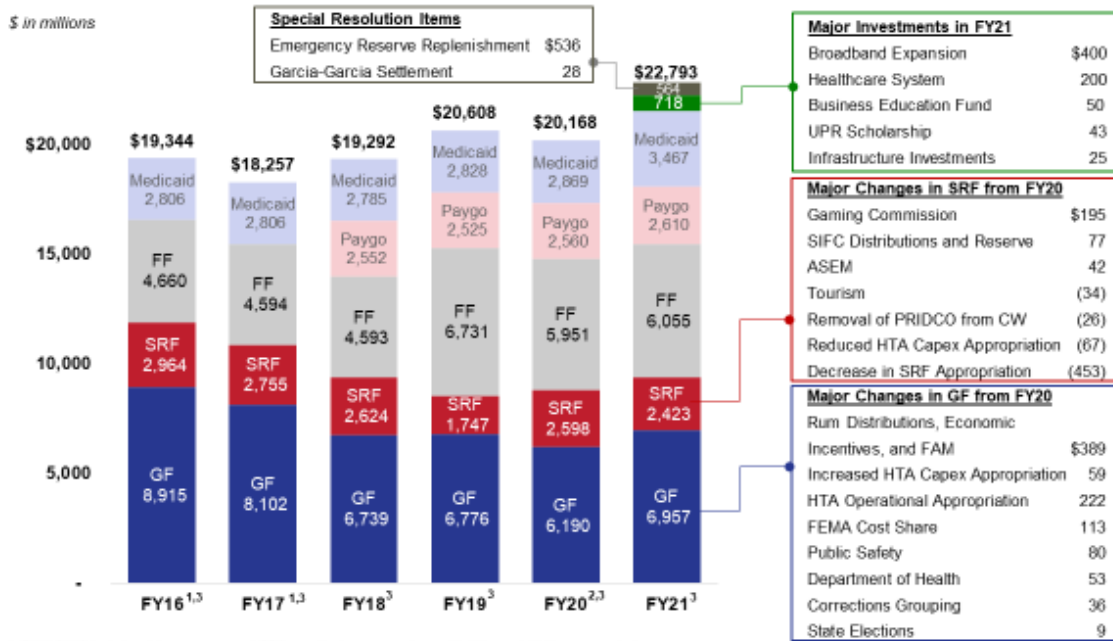 $ in millions
Special Resolution Items
Emergency Reserve Replenishment $536
Garcia-Garcia Settlement 28
$20,000
15,000
10,000
5,000
-
$19,344
Medicaid
2,806
FF
4,660
SRF
2,964
GF
8,915
FY16 1,3
$18,257
Medicaid
2,806
FF
4,594
SRF
2,755
GF
8,102
FY17 1,3
$19,292
Medicaid
2,785
Paygo
2,552
FF
4,593
SRF
2,624
GF
6,739
FY18 3
$20,608
Medicaid
2,828
Paygo
2,525
FF
6,731
SRF
1,747
GF
6,776
FY19 3
$20,168
Medicaid
2,869
Paygo
2,560
FF
5,951
SRF
2,598
GF
6,190
FY20 2,3
$22,793
564
718
Medicaid
3,467
Paygo
2,610
FF
6,055
SRF
2,423
GF
6,957
FY21 3
Major Investments in FY21
Broadband Expansion $400
Healthcare System 200
Business Education Fund 50
UPR Scholarship 43
Infrastructure Investments 25
Major Changes in SRF from FY20
Gaming Commission $195
SIFC Distributions and Reserve 77
ASEM 42
Tourism (34)
Removal of PRIDCO from CW (26)
Reduced HTA Capex Appropriation (67)
Decrease in SRF Appropriation (453)
Major Changes in GF from FY20
Rum Distributions, Economic
Incentives, and FAM $389
Increased HTA Capex Appropriation 59
HTA Operational Appropriation 222
FEMA Cost Share 113
Public Safety 80
Department of Health 53
Corrections Grouping 36
State Elections 9